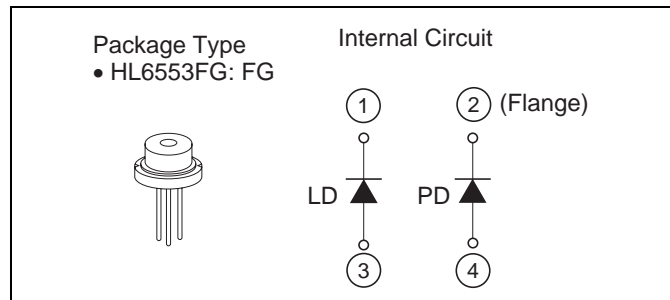 Package Type
• HL6553FG: FG
Internal Circuit
1
2 (Flange)
LD
PD
3
4